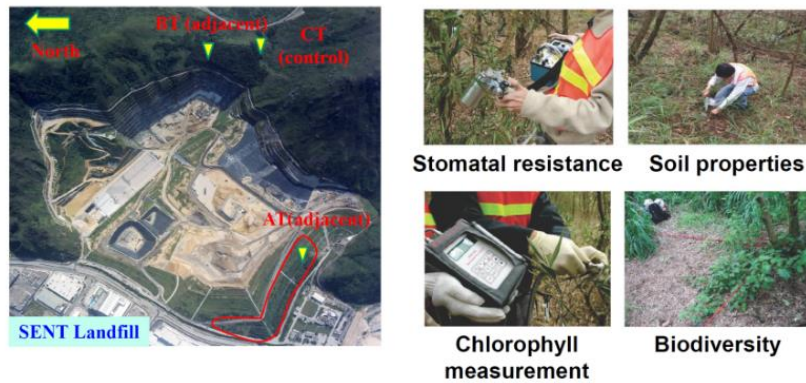 North
BT (adjacent)
CT
(control)
AT(adjacent)
SENT Landfill
Stomatal resistance
Soil properties
Chlorophyll
measurement
Biodiversity